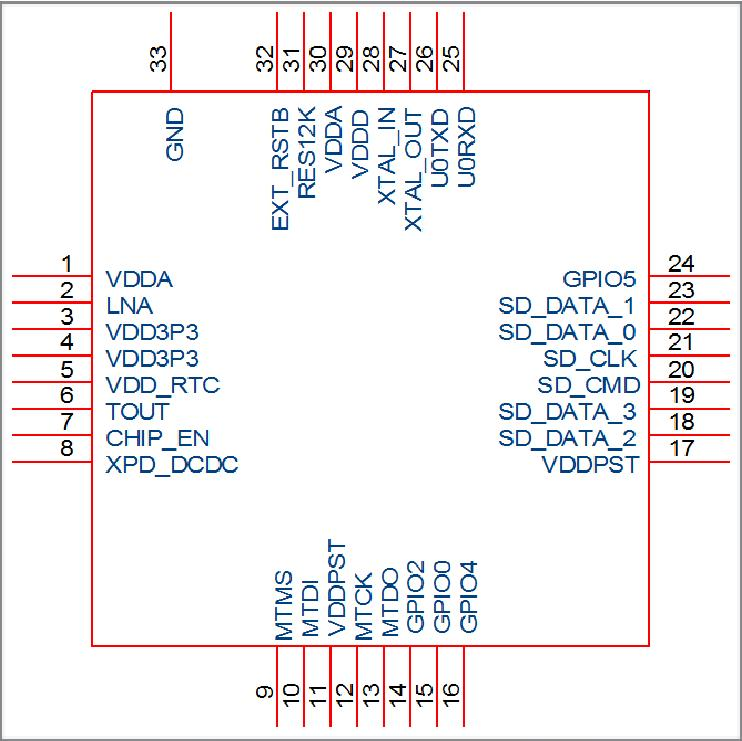 33 32 31 30 29 28 27 26 25
GND EXT_RSTB RES12K VDDA VDDD XTAL_IN XTAL_OUT U0TXD U0RXD
1 VDDA GPIO5 24
2 LNA SD_DATA_1 23
3 VDD3P3 SD_DATA_0 22
4 VDD3P3 SD_CLK 21
5 VDD_RTC SD_CMD 20
6 TOUT SD_DATA_3 19
7 CHIP_EN SD_DATA_2 18
8 XPD_DCDC VDDPST 17
MTMS MTDI VDDPST MTCK MTDO GPIO2 GPIO0 GPIO4
9 10 11 12 13 14 15 16